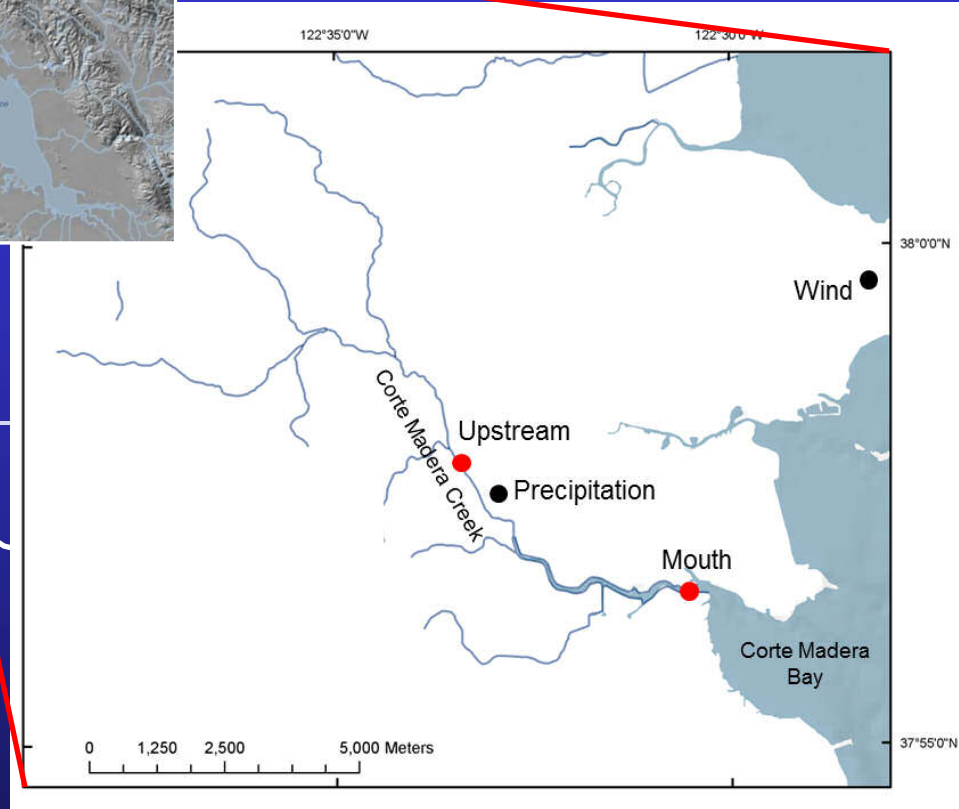 122°35'0"W
122°30'0"W
38°0'0"N
Wind
Corte Madera Creek
Upstream
Precipitation
Mouth
Corte Madera
Bay
0 1,250 2,500 5,000 Meters
37°55'0"N